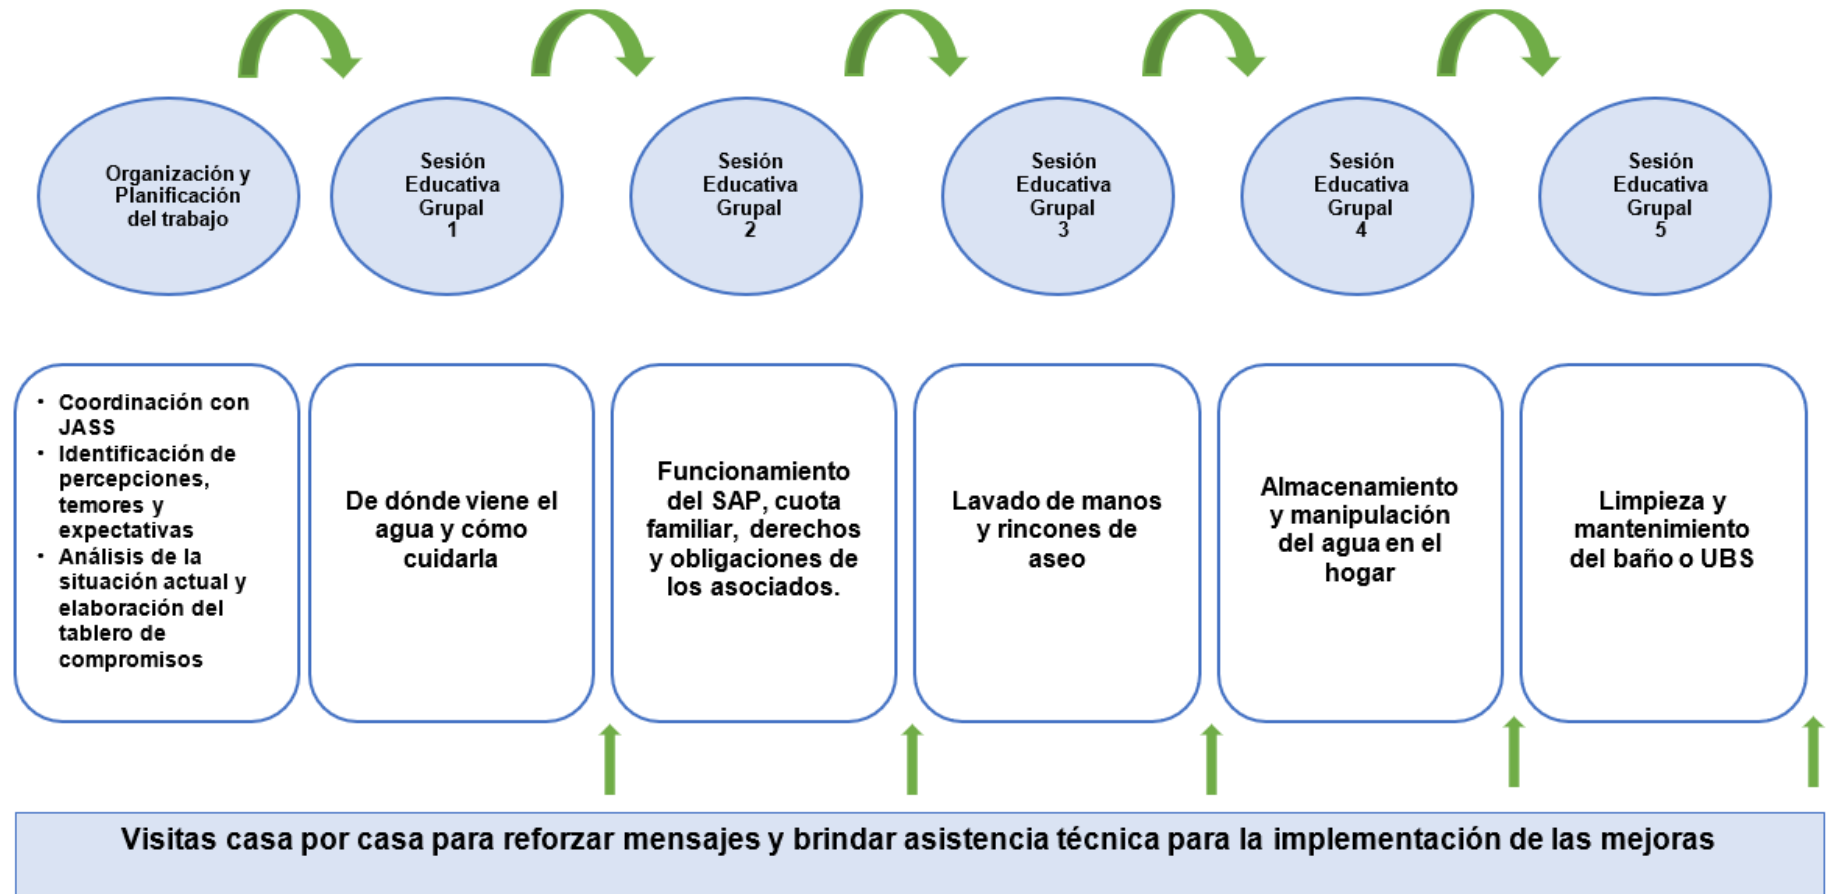 Organización y
Planificación
del trabajo
Sesión
Educativa
Grupal
1
Sesión
Educativa
Grupal
2
Sesión
Educativa
Grupal
3
Sesión
Educativa
Grupal
4
Sesión
Educativa
Grupal
5
• Coordinación con
JASS
• Identificación de
percepciones,
temores y
expectativas
• Análisis de la
situación actual y
elaboración del
tablero de
compromisos
De dónde viene el
agua y cómo
cuidarla
Funcionamiento
del SAP, cuota
familiar, derechos
y obligaciones de
los asociados.
Lavado de manos
y rincones de
aseo
Almacenamiento
y manipulación
del agua en el
hogar
Limpieza y
mantenimiento
del baño o UBS
Visitas casa por casa para reforzar mensajes y brindar asistencia técnica para la implementación de las mejoras